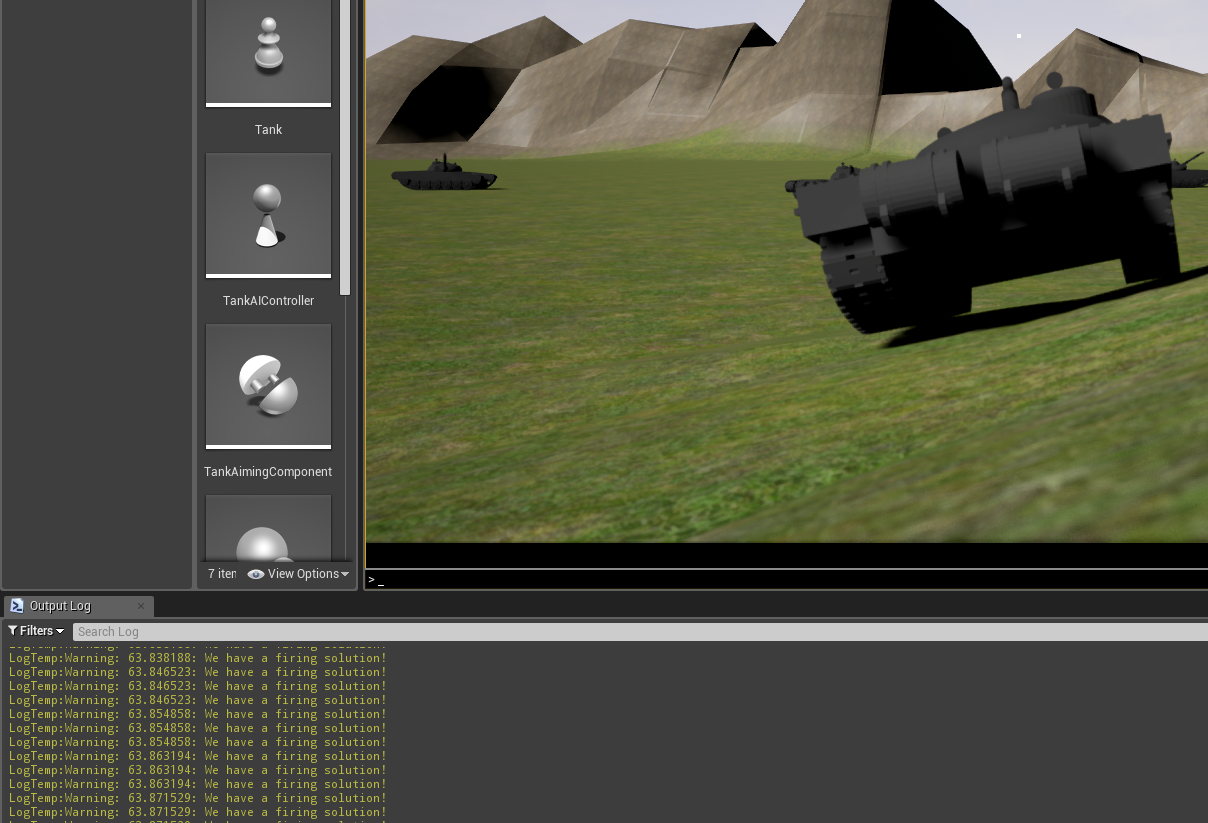 Tank
TankAIController
TankAimingComponent
7 iter
View Options
>_
Output Log
Filters
Search Log
LogTemp:Warning: 63.838188: We have a firing solution!
LogTemp:Warning: 63.846523: We have a firing solution!
LogTemp:Warning: 63.846523: We have a firing solution!
LogTemp:Warning: 63.846523: We have a firing solution!
LogTemp:Warning: 63.854858: We have a firing solution!
LogTemp:Warning: 63.854858: We have a firing solution!
LogTemp:Warning: 63.854858: We have a firing solution!
LogTemp:Warning: 63.863194: We have a firing solution!
LogTemp:Warning: 63.863194: We have a firing solution!
LogTemp:Warning: 63.863194: We have a firing solution!
LogTemp:Warning: 63.871529: We have a firing solution!
LogTemp:Warning: 63.871529: We have a firing solution!